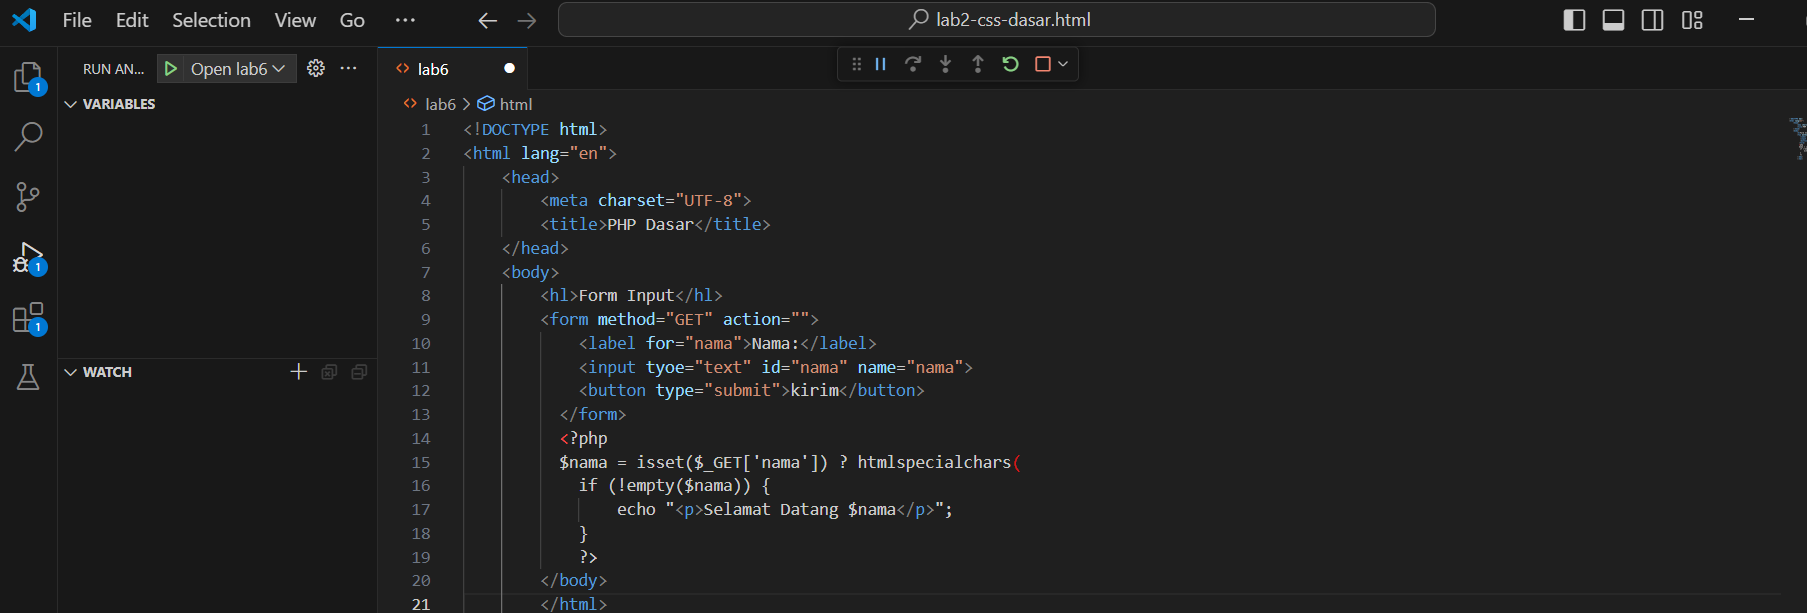 File Edit Selection View Go ··· lab2-css-dasar.html
RUN AN... Open lab6 ··· lab6
VARIABLES
lab6 > html
1 <!DOCTYPE html>
2 <html lang="en">
3 <head>
4 <meta charset="UTF-8">
5 <title>PHP Dasar</title>
6 </head>
7 <body>
8 <hl>Form Input</hl>
9 <form method="GET" action="">
10 <label for="nama">Nama:</label>
11 <input tyoe="text" id="nama" name="nama">
12 <button type="submit">kirim</button>
13 </form>
14 <?php
15 $nama = isset($_GET['nama']) ? htmlspecialchars(
16 if (!empty($nama)) {
17 echo "<p>Selamat Datang $nama</p>";
18 }
19 ?>
20 </body>
21 </html>
1
1
1
WATCH